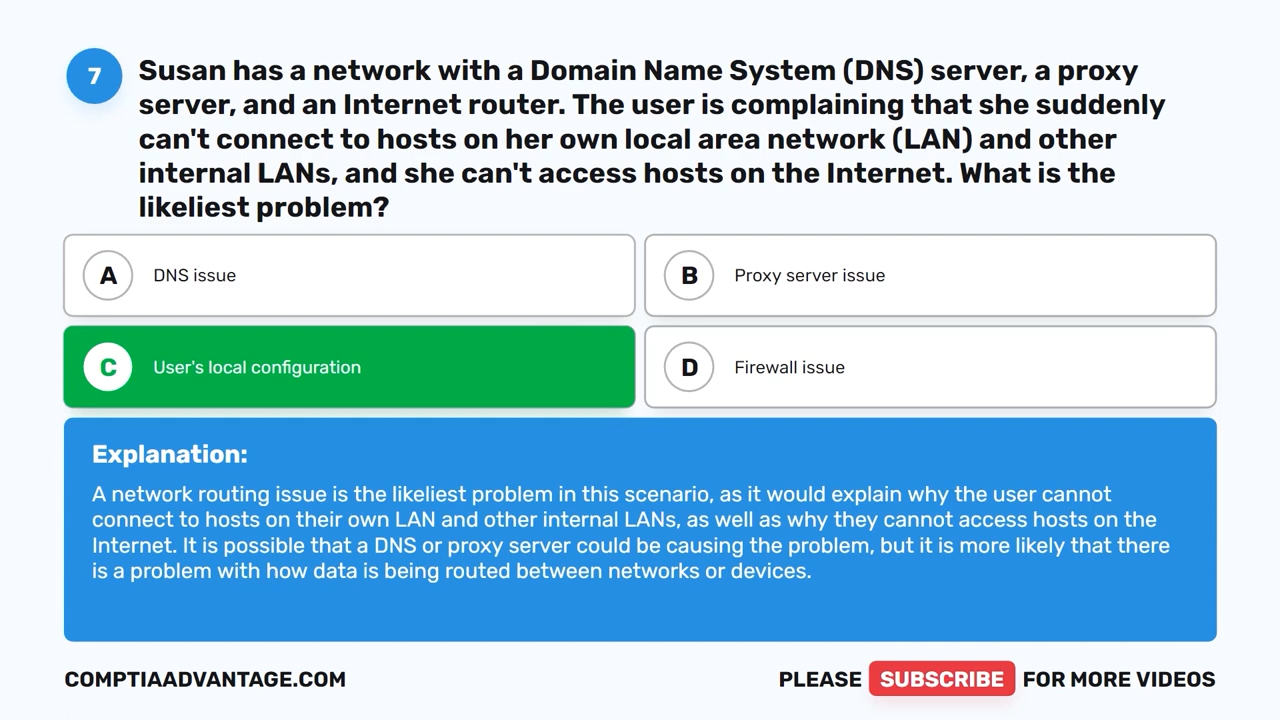 7
Susan has a network with a Domain Name System (DNS) server, a proxy
server, and an Internet router. The user is complaining that she suddenly
can't connect to hosts on her own local area network (LAN) and other
internal LANs, and she can't access hosts on the Internet. What is the
likeliest problem?
A DNS issue
B Proxy server issue
C User's local configuration
D Firewall issue
Explanation:
A network routing issue is the likeliest problem in this scenario, as it would explain why the user cannot
connect to hosts on their own LAN and other internal LANs, as well as why they cannot access hosts on the
Internet. It is possible that a DNS or proxy server could be causing the problem, but it is more likely that there
is a problem with how data is being routed between networks or devices.
COMPTIAADVANTAGE.COM
PLEASE SUBSCRIBE FOR MORE VIDEOS